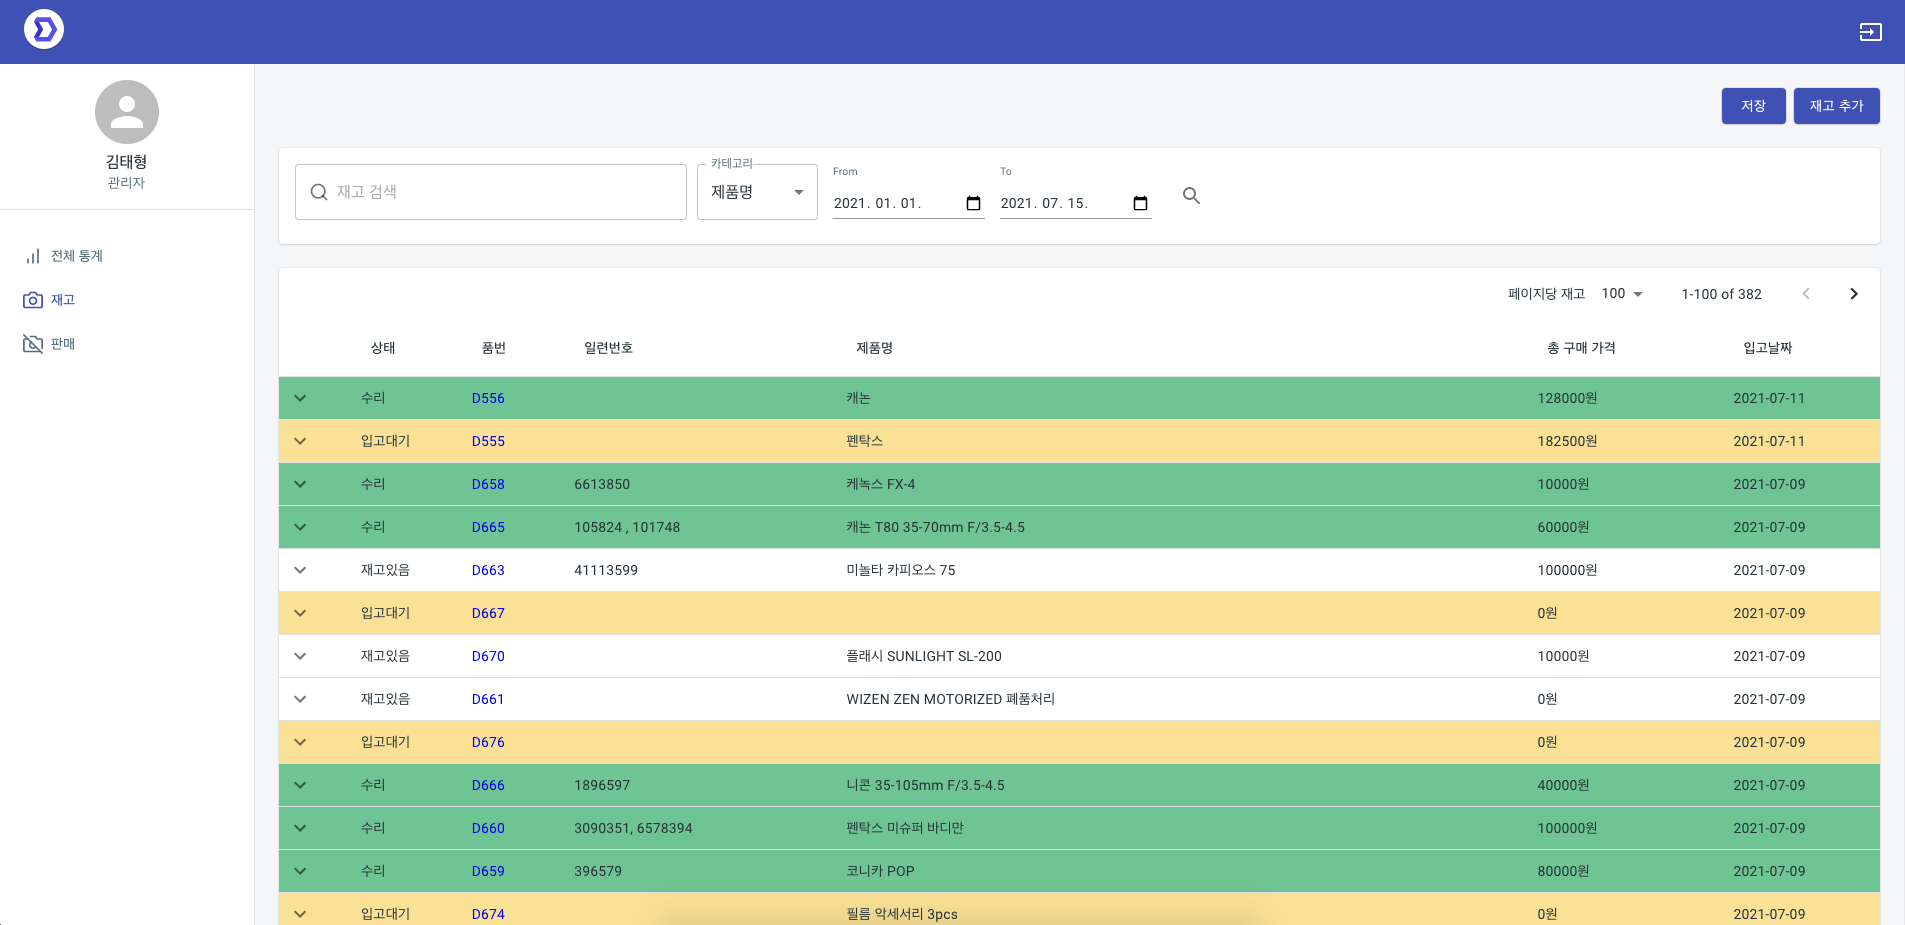 김태형
관리자
전체 통계
재고
판매
저장 재고 추가
카테고리 From To
재고 검색 제품명 2021. 01. 01. 2021. 07. 15.
페이지당 재고 100 1-100 of 382
상태 품번 일련번호 제품명 총 구매 가격 입고날짜
수리 D556 캐논 128000원 2021-07-11
입고대기 D555 펜탁스 182500원 2021-07-11
수리 D658 6613850 케녹스 FX-4 10000원 2021-07-09
수리 D665 105824 , 101748 캐논 T80 35-70mm F/3.5-4.5 60000원 2021-07-09
재고있음 D663 41113599 미놀타 카피오스 75 100000원 2021-07-09
입고대기 D667 0원 2021-07-09
재고있음 D670 플래시 SUNLIGHT SL-200 10000원 2021-07-09
재고있음 D661 WIZEN ZEN MOTORIZED 폐품처리 0원 2021-07-09
입고대기 D676 0원 2021-07-09
수리 D666 1896597 니콘 35-105mm F/3.5-4.5 40000원 2021-07-09
수리 D660 3090351, 6578394 펜탁스 미슈퍼 바디만 100000원 2021-07-09
수리 D659 396579 코니카 POP 80000원 2021-07-09
입고대기 D674 필름 악세서리 3pcs 0원 2021-07-09